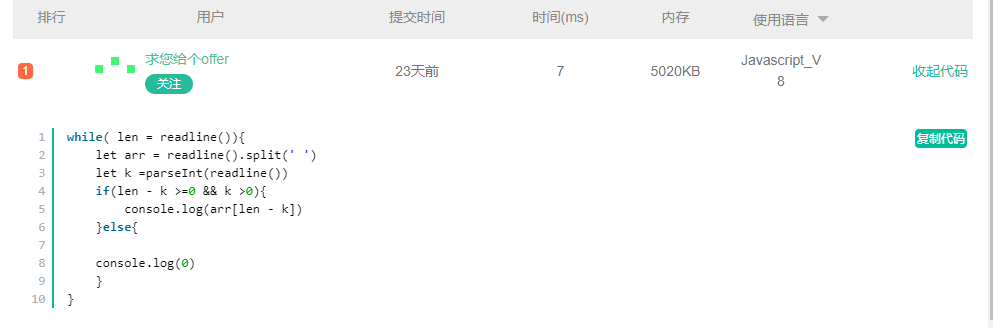 排行 用户 提交时间 时间(ms) 内存 使用语言
1 求您给个offer 关注 23天前 7 5020KB Javascript_V8 收起代码
复制代码
1 while( len = readline()){
2 let arr = readline().split(' ')
3 let k =parseInt(readline())
4 if(len - k >=0 && k >0){
5 console.log(arr[len - k])
6 }else{
7
8 console.log(0)
9 }
10 }